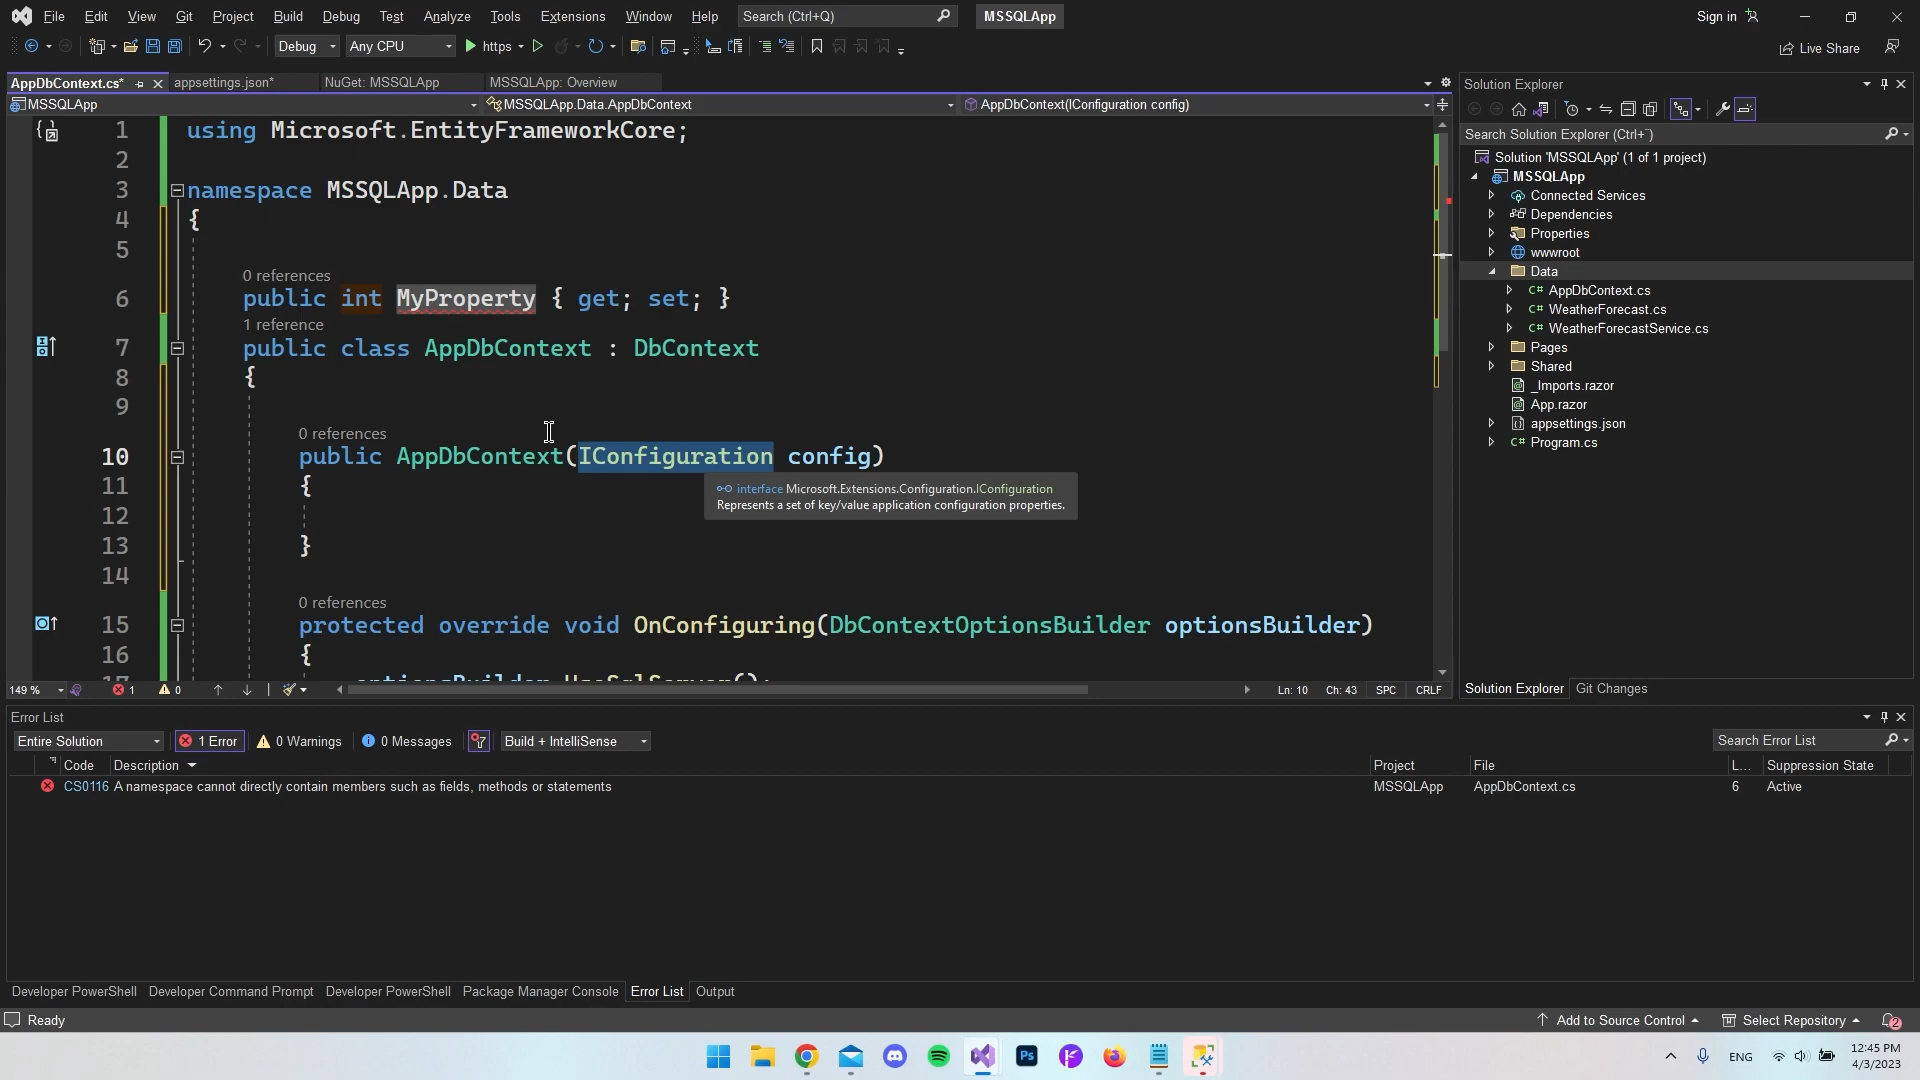 File Edit View Git Project Build Debug Test Analyze Tools Extensions Window Help Search (Ctrl+Q) MSSQLApp Sign in
Debug Any CPU https Live Share
AppDbContext.cs* appsettings.json* NuGet: MSSQLApp MSSQLApp: Overview
MSSQLApp MSSQLApp.Data.AppDbContext AppDbContext(IConfiguration config)
1 using Microsoft.EntityFrameworkCore;
2
3 namespace MSSQLApp.Data
4 {
5
0 references
6 public int MyProperty { get; set; }
1 reference
7 public class AppDbContext : DbContext
8 {
9
0 references
10 public AppDbContext(IConfiguration config)
11 {
interface Microsoft.Extensions.Configuration.IConfiguration
Represents a set of key/value application configuration properties.
12
13 }
14
0 references
15 protected override void OnConfiguring(DbContextOptionsBuilder optionsBuilder)
16 {
17 optionsBuilder.UseSqlServer();
149 % 1 0 Ln: 10 Ch: 43 SPC CRLF
Solution Explorer
Search Solution Explorer (Ctrl+¨)
Solution 'MSSQLApp' (1 of 1 project)
MSSQLApp
Connected Services
Dependencies
Properties
wwwroot
Data
C# AppDbContext.cs
C# WeatherForecast.cs
C# WeatherForecastService.cs
Pages
Shared
_Imports.razor
App.razor
appsettings.json
C# Program.cs
Solution Explorer Git Changes
Error List
Entire Solution 1 Error 0 Warnings 0 Messages Build + IntelliSense Search Error List
Code Description Project File L... Suppression State
CS0116 A namespace cannot directly contain members such as fields, methods or statements MSSQLApp AppDbContext.cs 6 Active
Developer PowerShell Developer Command Prompt Developer PowerShell Package Manager Console Error List Output
Ready Add to Source Control Select Repository 2
Ps ENG 12:45 PM
4/3/2023